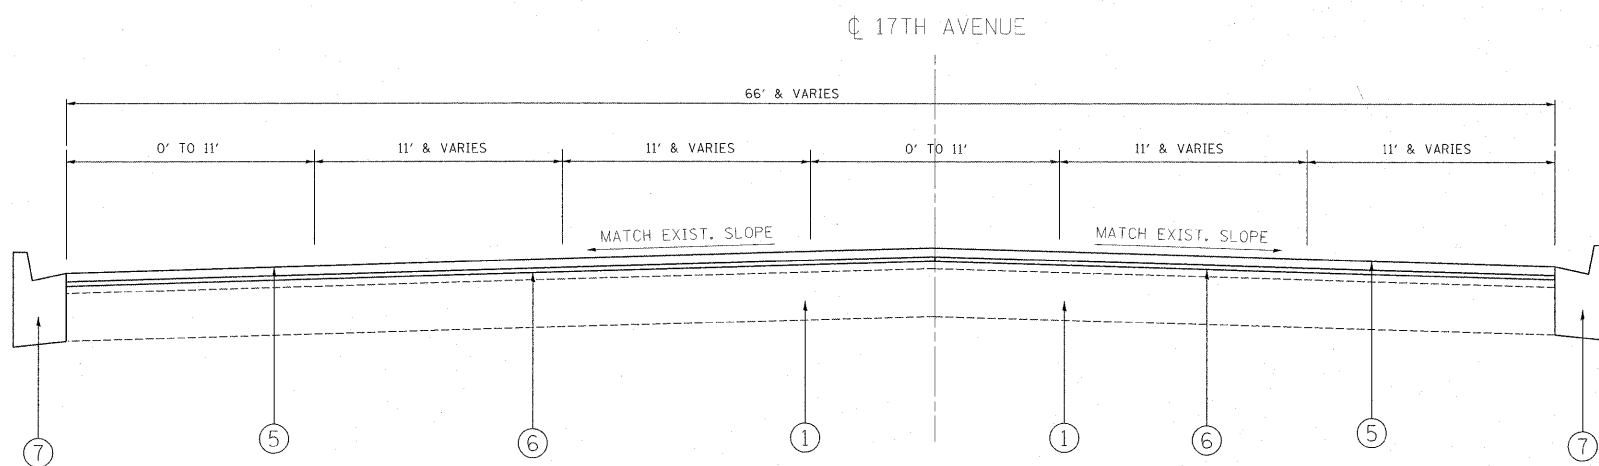 ℄ 17TH AVENUE
66' & VARIES
0' TO 11'
11' & VARIES
11' & VARIES
0' TO 11'
11' & VARIES
11' & VARIES
MATCH EXIST. SLOPE
MATCH EXIST. SLOPE
7
5
6
1
1
6
5
7